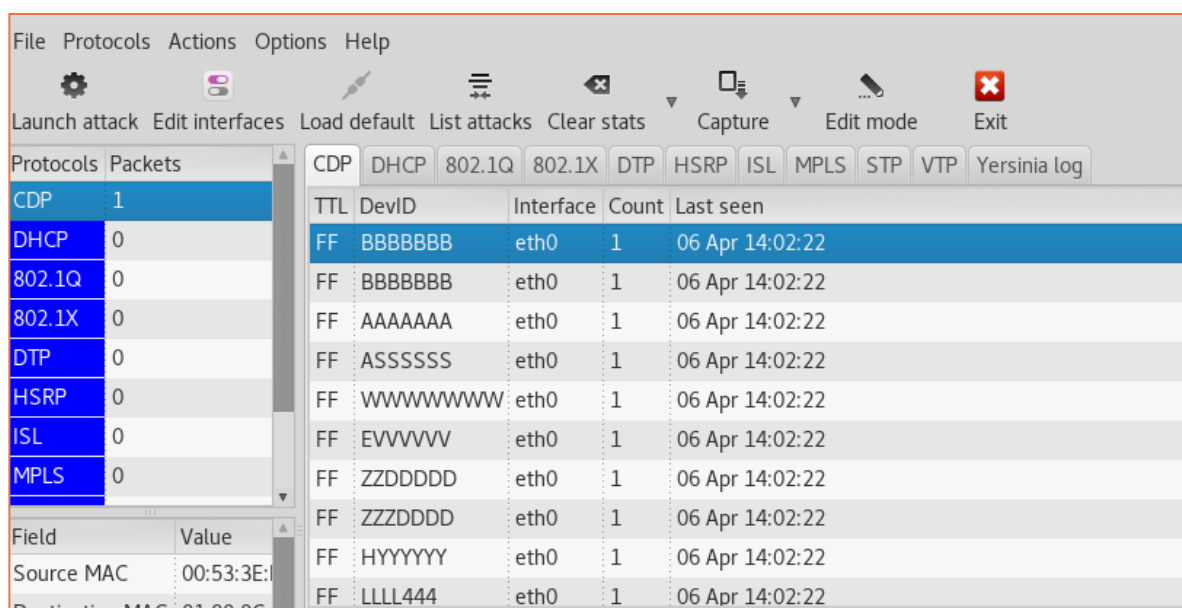 File Protocols Actions Options Help
Launch attack Edit interfaces Load default List attacks Clear stats Capture Edit mode Exit
Protocols Packets
CDP 1
DHCP 0
802.1Q 0
802.1X 0
DTP 0
HSRP 0
ISL 0
MPLS 0
Field Value
Source MAC 00:53:3E:
CDP DHCP 802.1Q 802.1X DTP HSRP ISL MPLS STP VTP Yersinia log
TTL DevID Interface Count Last seen
FF BBBBBBB eth0 1 06 Apr 14:02:22
FF BBBBBBB eth0 1 06 Apr 14:02:22
FF AAAAAAA eth0 1 06 Apr 14:02:22
FF ASSSSSS eth0 1 06 Apr 14:02:22
FF WWWWWWW eth0 1 06 Apr 14:02:22
FF EVVVVVV eth0 1 06 Apr 14:02:22
FF ZZDDDDD eth0 1 06 Apr 14:02:22
FF ZZZDDDD eth0 1 06 Apr 14:02:22
FF HYYYYYY eth0 1 06 Apr 14:02:22
FF LLLL444 eth0 1 06 Apr 14:02:22